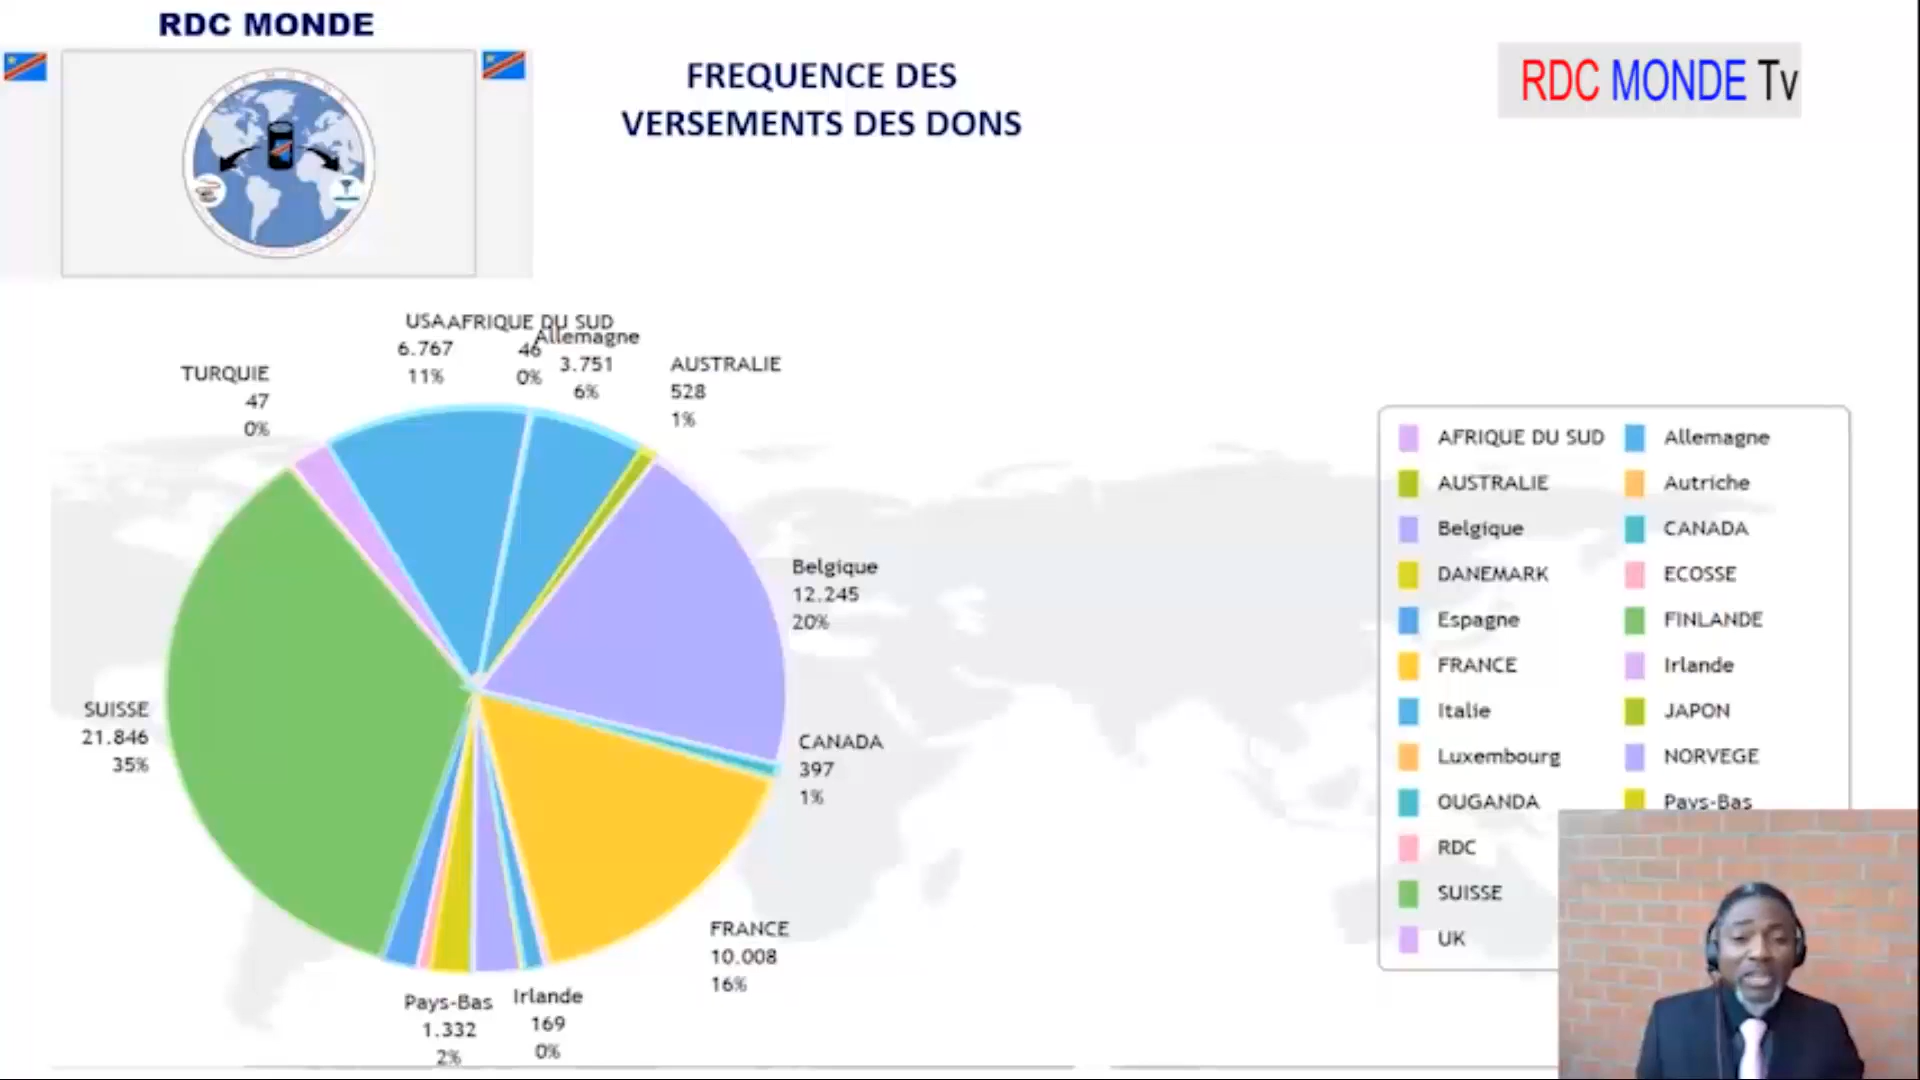 RDC MONDE
FREQUENCE DES
VERSEMENTS DES DONS
RDC MONDE Tv
USA
6.767
11%
AFRIQUE DU SUD
46
0%
Allemagne
3.751
6%
AUSTRALIE
528
1%
TURQUIE
47
0%
Belgique
12.245
20%
SUISSE
21.846
35%
CANADA
397
1%
FRANCE
10.008
16%
Pays-Bas
1.332
2%
Irlande
169
0%
AFRIQUE DU SUD
Allemagne
AUSTRALIE
Autriche
Belgique
CANADA
DANEMARK
ECOSSE
Espagne
FINLANDE
FRANCE
Irlande
Italie
JAPON
Luxembourg
NORVEGE
OUGANDA
Pays-Bas
RDC
SUISSE
UK